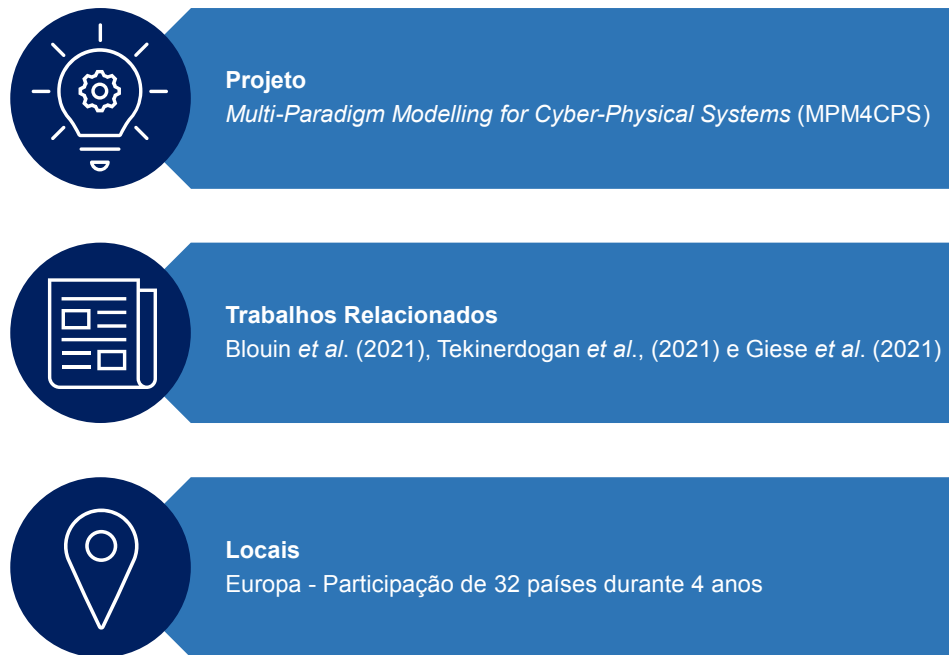 Projeto
Multi-Paradigm Modelling for Cyber-Physical Systems (MPM4CPS)
Trabalhos Relacionados
Blouin et al. (2021), Tekinerdogan et al., (2021) e Giese et al. (2021)
Locais
Europa - Participação de 32 países durante 4 anos